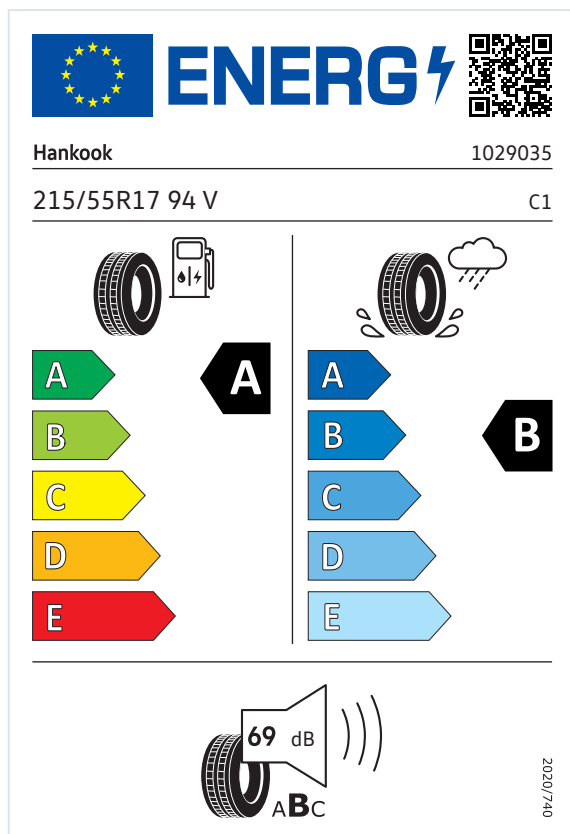 ENERG
Hankook 1029035
215/55R17 94 V C1
A A A
B B B
C C
D D
E E
69 dB
ABC
2020/740